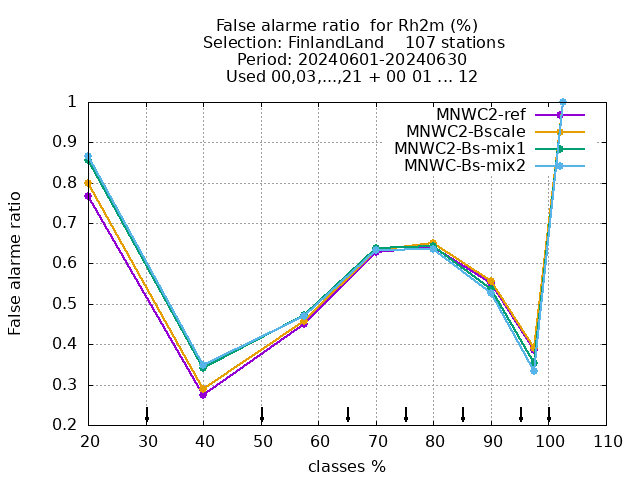 False alarme ratio  for Rh2m (%)
Selection: FinlandLand    107 stations
Period: 20240601-20240630
Used 00,03,...,21 + 00 01 ... 12
MNWC2-ref
MNWC2-Bscale
MNWC2-Bs-mix1
MNWC-Bs-mix2
False alarme ratio
1
0.9
0.8
0.7
0.6
0.5
0.4
0.3
0.2
20 30 40 50 60 70 80 90 100 110
classes %